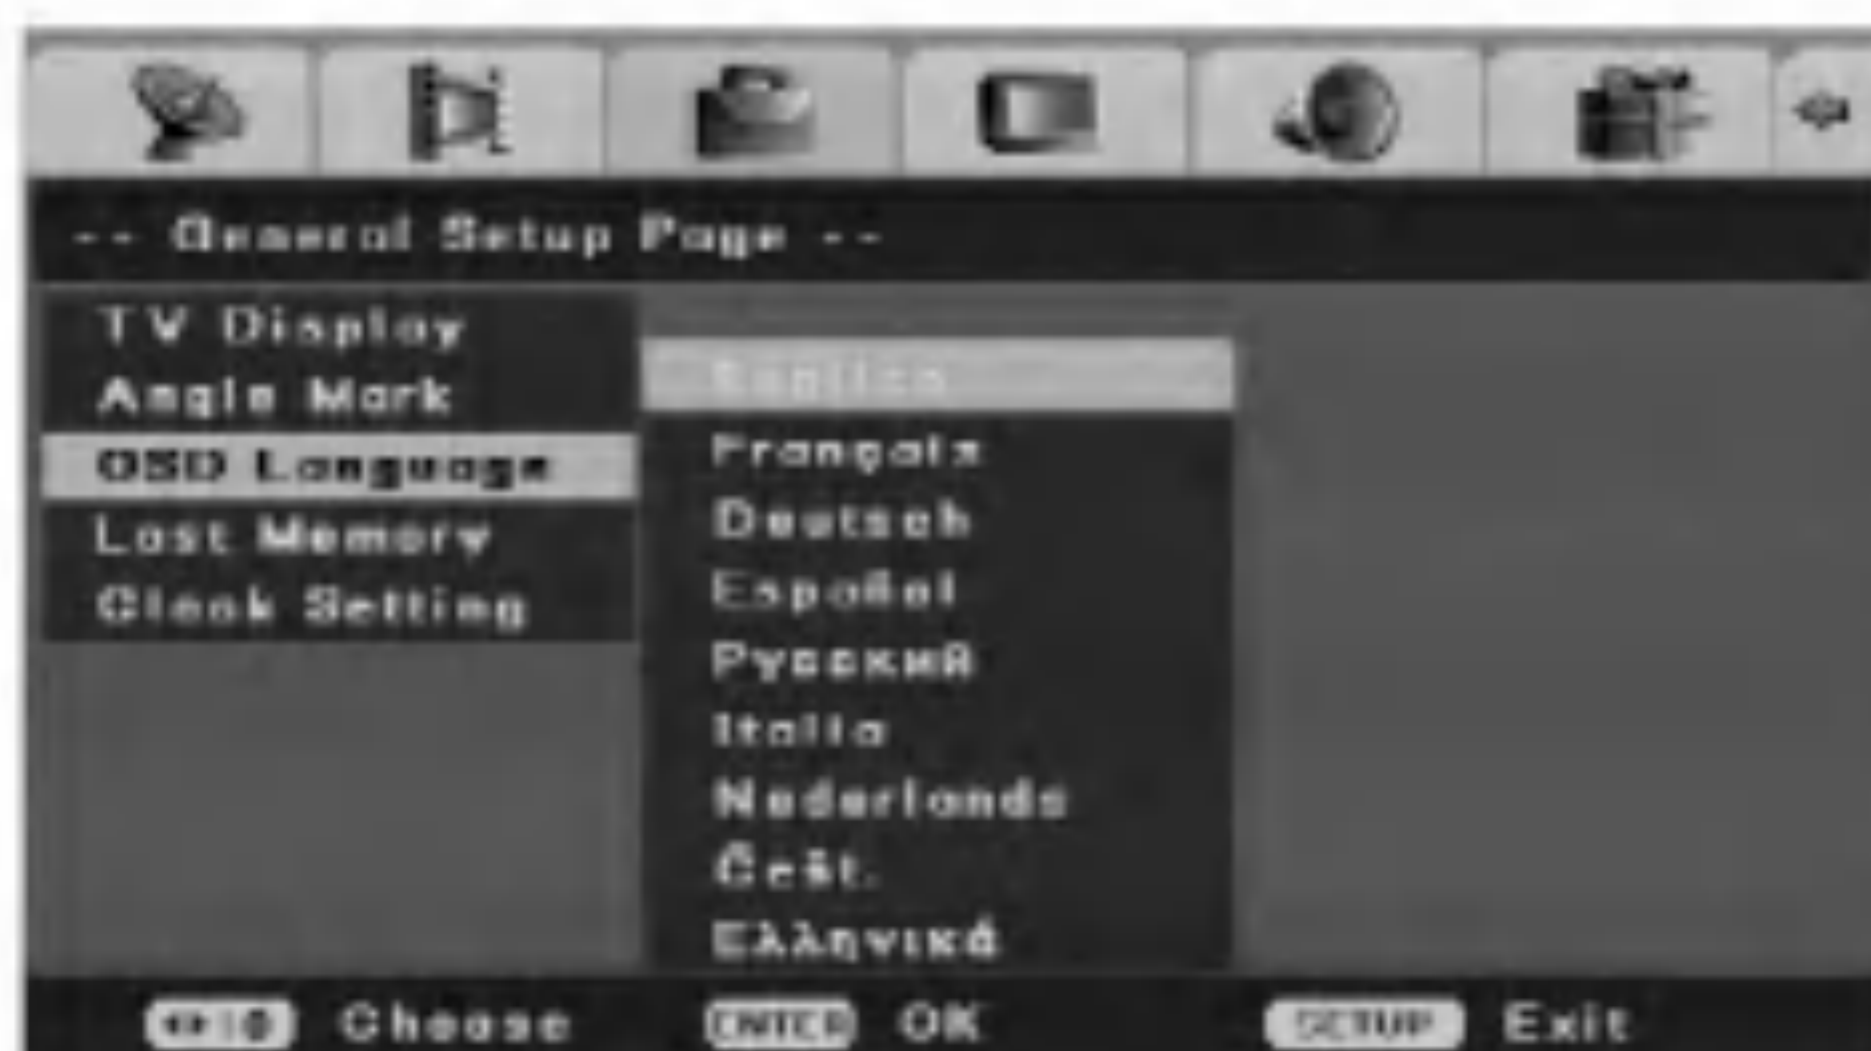 -- General Setup Page --
TV Display
Angle Mark
OSD Language
Last Memory
Clock Setting
English
Français
Deutsch
Español
Русский
Italia
Nederlands
Češt.
Ελληνικά
Choose
ENTER OK
SETUP Exit